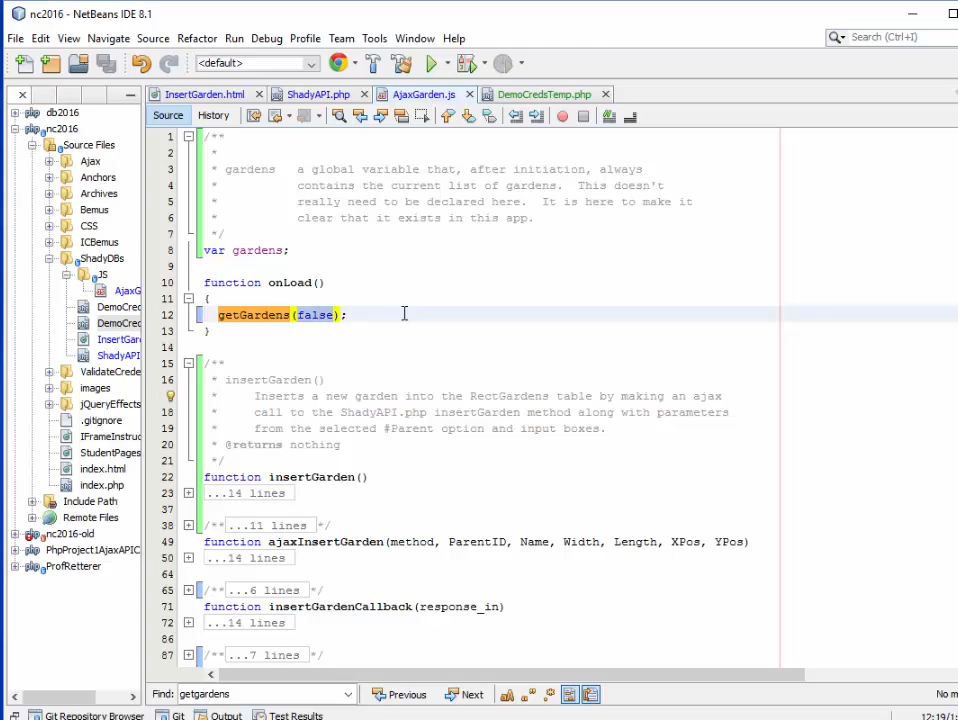 nc2016 - NetBeans IDE 8.1
File Edit View Navigate Source Refactor Run Debug Profile Team Tools Window Help
Search (Ctrl+I)
<default>
InsertGarden.html ShadyAPI.php AjaxGarden.js DemoCredsTemp.php
Source History
db2016
nc2016
Source Files
Ajax
Anchors
Archives
Bemus
CSS
ICBemus
ShadyDBs
JS
AjaxG
DemoCred
DemoCred
InsertGar
ShadyAPI
ValidateCrede
images
jQueryEffects
.gitignore
IFrameInstruc
StudentPages
index.html
index.php
Include Path
Remote Files
nc2016-old
PhpProject1AjaxAPIC
ProfRetterer
1 /**
2 *
3 * gardens a global variable that, after initiation, always
4 * contains the current list of gardens. This doesn't
5 * really need to be declared here. It is here to make it
6 * clear that it exists in this app.
7 */
8 var gardens;
9
10 function onLoad()
11 {
12 getGardens(false);
13 }
14
15 /**
16 * insertGarden()
* Inserts a new garden into the RectGardens table by making an ajax
18 * call to the ShadyAPI.php insertGarden method along with parameters
19 * from the selected #Parent option and input boxes.
20 * @returns nothing
21 */
22 function insertGarden()
23 ...14 lines
37
38 /**...11 lines */
49 function ajaxInsertGarden(method, ParentID, Name, Width, Length, XPos, YPos)
50 ...14 lines
64
65 /**...6 lines */
71 function insertGardenCallback(response_in)
72 ...14 lines
86
87 /**...7 lines */
Find: getgardens Previous Next No m
Git Repository Browser Git Output Test Results 12:19/1